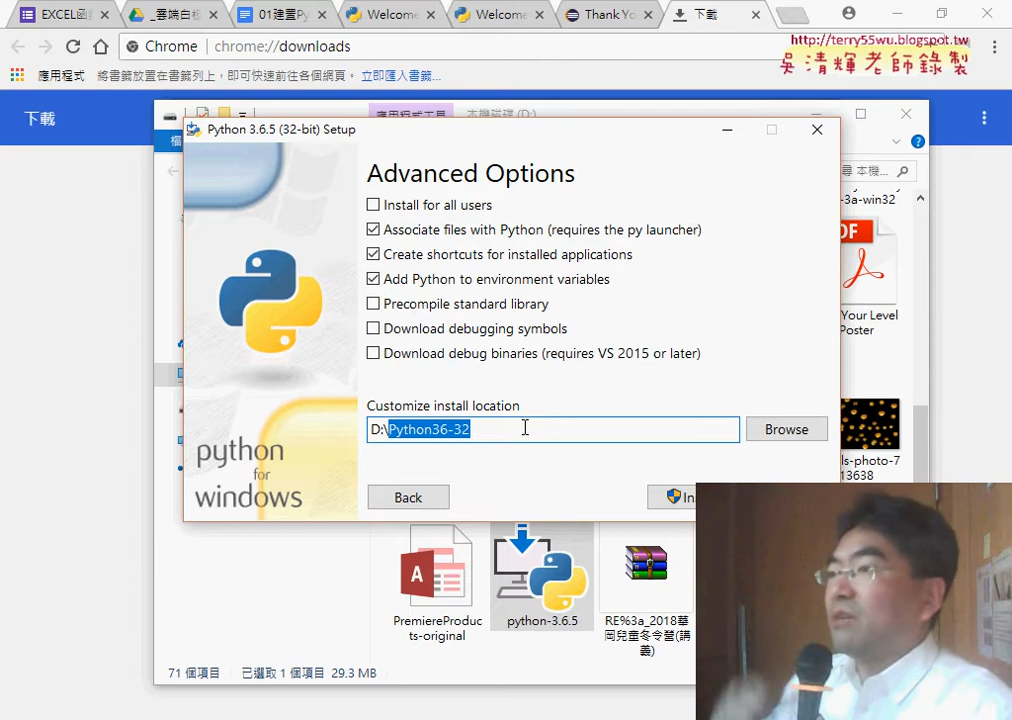 EXCEL函
_雲端白板
01建置Py
Welcome
Welcome
Thank Yo
下載
Chrome chrome://downloads
http://terry55wu.blogspot.tw
吳清輝老師錄製
應用程式 將書籤放置在書籤列上，即可快速前往各個網頁。 立即匯入書籤...
下載
應用程式工具 本機磁碟 (D:)
檔
Python 3.6.5 (32-bit) Setup
尋 本機...
Advanced Options
-3a-win32
Install for all users
Associate files with Python (requires the py launcher)
Create shortcuts for installed applications
Add Python to environment variables
Precompile standard library
Download debugging symbols
Download debug binaries (requires VS 2015 or later)
DF
Your Level
Poster
Customize install location
D:\Python36-32
Browse
python
for
windows
ls-photo-7
13638
Back
Ins
A
PremiereProduc
ts-original
python-3.6.5
RE%3a_2018華
岡兒童冬令營(講
義)
71 個項目 已選取 1 個項目 29.3 MB